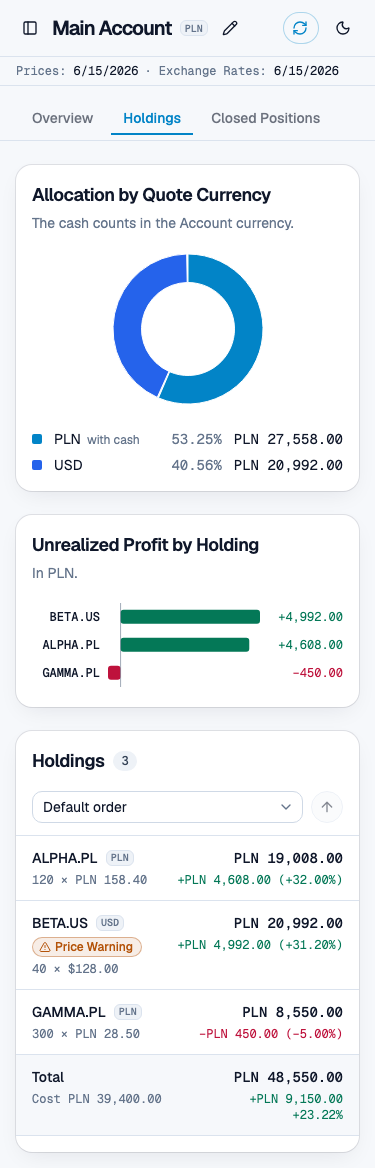 Main Account PLN
Prices: 6/15/2026 · Exchange Rates: 6/15/2026
Overview Holdings Closed Positions
Allocation by Quote Currency
The cash counts in the Account currency.
PLN with cash 53.25% PLN 27,558.00
USD 40.56% PLN 20,992.00
Unrealized Profit by Holding
In PLN.
BETA.US +4,992.00
ALPHA.PL +4,608.00
GAMMA.PL −450.00
Holdings 3
Default order
ALPHA.PL PLN PLN 19,008.00
120 × PLN 158.40 +PLN 4,608.00 (+32.00%)
BETA.US USD PLN 20,992.00
Price Warning +PLN 4,992.00 (+31.20%)
40 × $128.00
GAMMA.PL PLN PLN 8,550.00
300 × PLN 28.50 −PLN 450.00 (−5.00%)
Total PLN 48,550.00
Cost PLN 39,400.00 +PLN 9,150.00
+23.22%